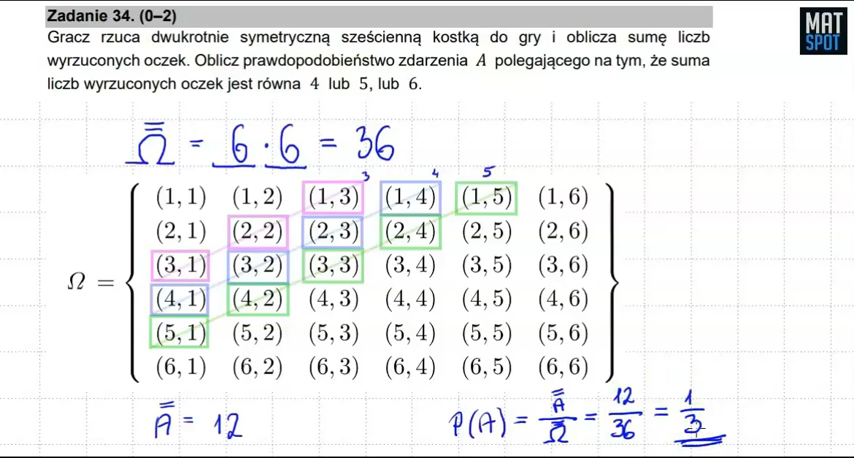 Zadanie 34. (0–2)
MAT
SPOT
Gracz rzuca dwukrotnie symetryczną sześcienną kostką do gry i oblicza sumę liczb
wyrzuconych oczek. Oblicz prawdopodobieństwo zdarzenia A polegającego na tym, że suma
liczb wyrzuconych oczek jest równa 4 lub 5, lub 6.
Ω̿ = 6 · 6 = 36
3 4 5
(1, 1) (1, 2) (1, 3) (1, 4) (1, 5) (1, 6)
(2, 1) (2, 2) (2, 3) (2, 4) (2, 5) (2, 6)
(3, 1) (3, 2) (3, 3) (3, 4) (3, 5) (3, 6)
Ω =
(4, 1) (4, 2) (4, 3) (4, 4) (4, 5) (4, 6)
(5, 1) (5, 2) (5, 3) (5, 4) (5, 5) (5, 6)
(6, 1) (6, 2) (6, 3) (6, 4) (6, 5) (6, 6)
A̿ = 12
P(A) = A̿/Ω̿ = 12/36 = 1/3